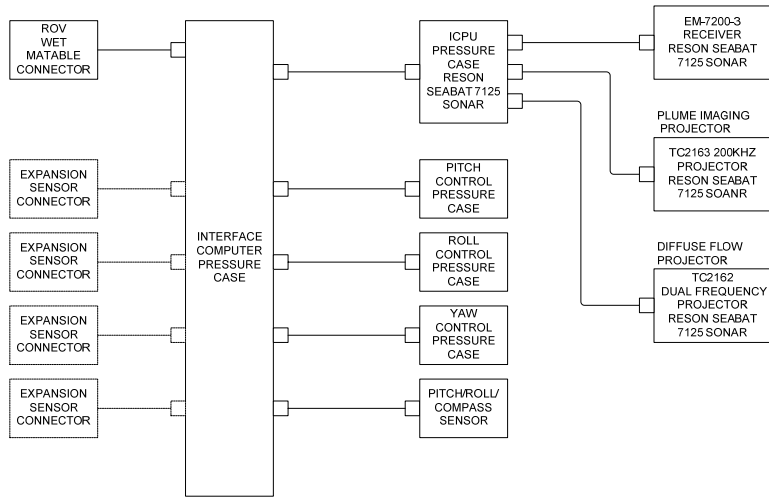 ROV
WET
MATABLE
CONNECTOR
EXPANSION
SENSOR
CONNECTOR
EXPANSION
SENSOR
CONNECTOR
EXPANSION
SENSOR
CONNECTOR
EXPANSION
SENSOR
CONNECTOR
INTERFACE
COMPUTER
PRESSURE
CASE
ICPU
PRESSURE
CASE
RESON
SEABAT 7125
SONAR
PITCH
CONTROL
PRESSURE
CASE
ROLL
CONTROL
PRESSURE
CASE
YAW
CONTROL
PRESSURE
CASE
PITCH/ROLL/
COMPASS
SENSOR
EM-7200-3
RECEIVER
RESON SEABAT
7125 SONAR
PLUME IMAGING
PROJECTOR
TC2163 200KHZ
PROJECTOR
RESON SEABAT
7125 SOANR
DIFFUSE FLOW
PROJECTOR
TC2162
DUAL FREQUENCY
PROJECTOR
RESON SEABAT
7125 SONAR